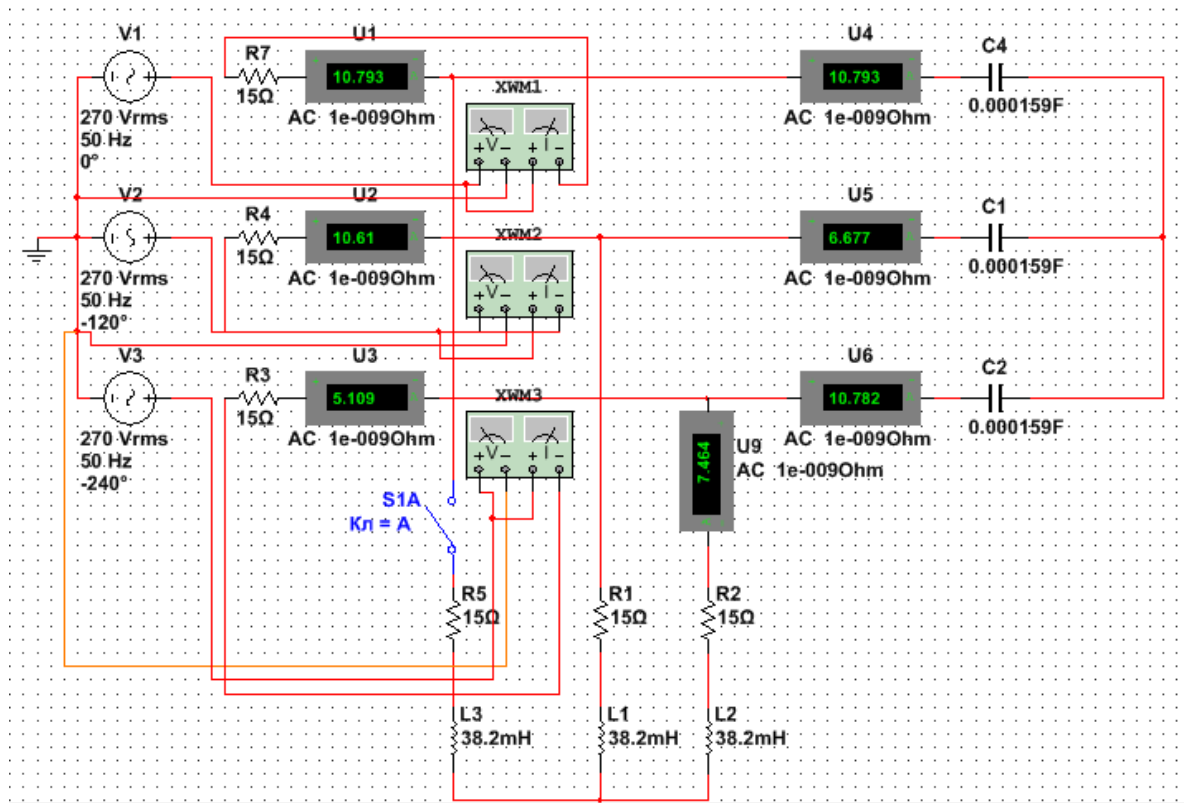 V1
270 Vrms
50 Hz
0°
R7
15Ω
U1
10.793
AC 1e-009Ohm
XWM1
+V- +I-
U4
10.793
AC 1e-009Ohm
C4
0.000159F
V2
270 Vrms
50 Hz
-120°
R4
15Ω
U2
10.61
AC 1e-009Ohm
XWM2
+V- +I-
U5
6.677
AC 1e-009Ohm
C1
0.000159F
V3
270 Vrms
50 Hz
-240°
R3
15Ω
U3
5.109
AC 1e-009Ohm
XWM3
+V- +I-
U6
10.782
AC 1e-009Ohm
C2
0.000159F
U9
7.464
AC 1e-009Ohm
S1A
Кл = A
R5
15Ω
R1
15Ω
R2
15Ω
L3
38.2mH
L1
38.2mH
L2
38.2mH